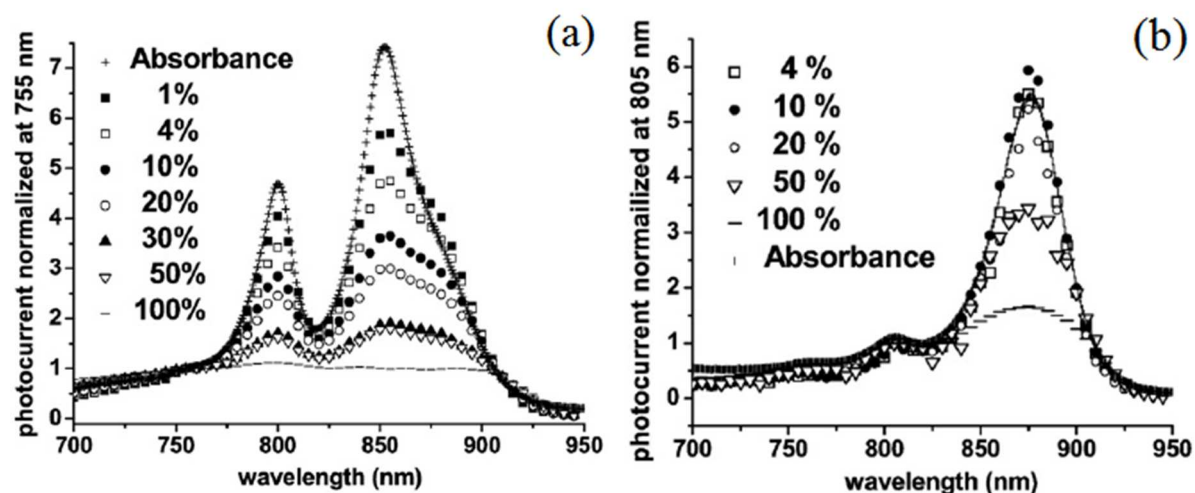 (a)
photocurrent normalized at 755 nm
Absorbance
1%
4%
10%
20%
30%
50%
100%
7
6
5
4
3
2
1
0
700 750 800 850 900 950
wavelength (nm)
(b)
photocurrent normailized at 805 nm
4 %
10 %
20 %
50 %
100 %
Absorbance
6
5
4
3
2
1
0
700 750 800 850 900 950
wavelength (nm)